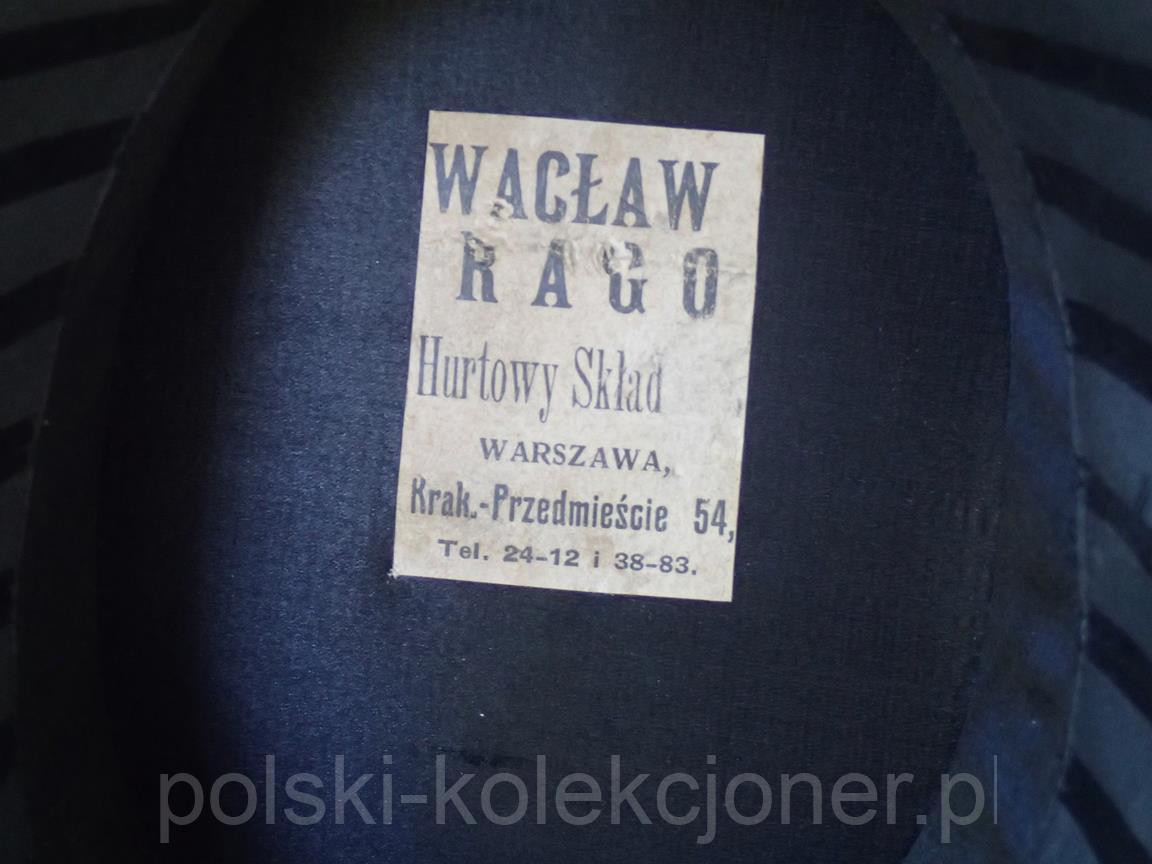 WACŁAW
RAGO
Hurtowy Skład
WARSZAWA,
Krak.-Przedmieście 54,
Tel. 24-12 i 38-83.
polski-kolekcjoner.pl